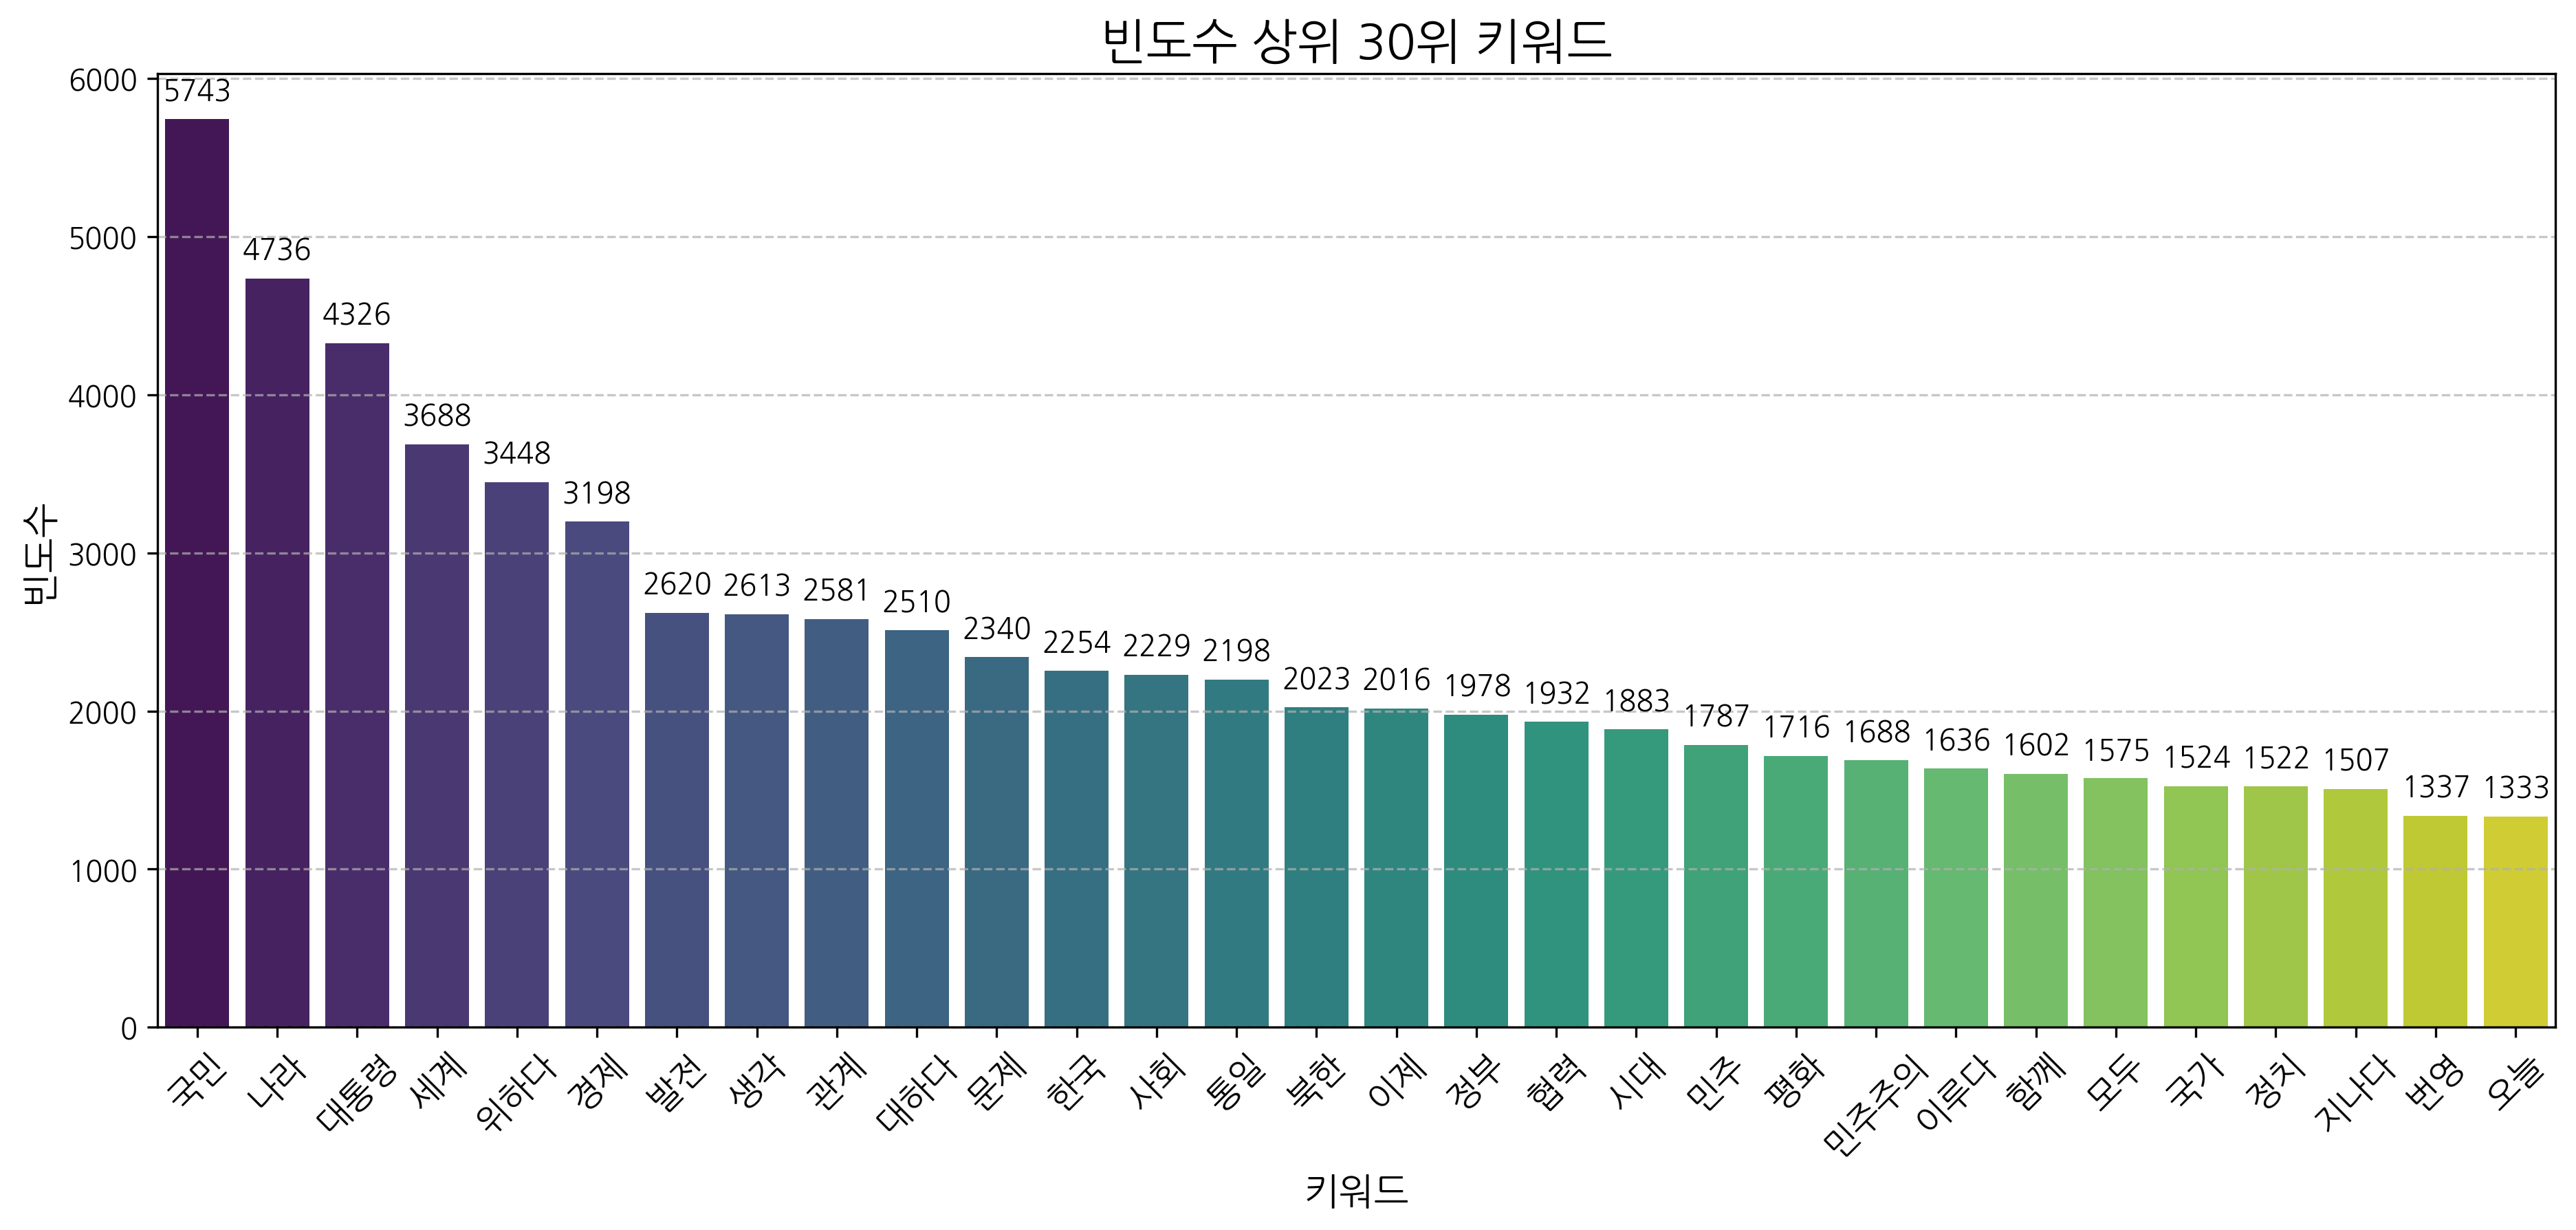 빈도수 상위 30위 키워드
빈도수
6000
5000
4000
3000
2000
1000
0
5743
4736
4326
3688
3448
3198
2620
2613
2581
2510
2340
2254
2229
2198
2023
2016
1978
1932
1883
1787
1716
1688
1636
1602
1575
1524
1522
1507
1337
1333
국민
나라
대통령
세계
위하다
경제
발전
생각
관계
대하다
문제
한국
사회
통일
북한
이제
정부
협력
시대
민주
평화
민주주의
이루다
함께
모두
국가
정치
지나다
번영
오늘
키워드